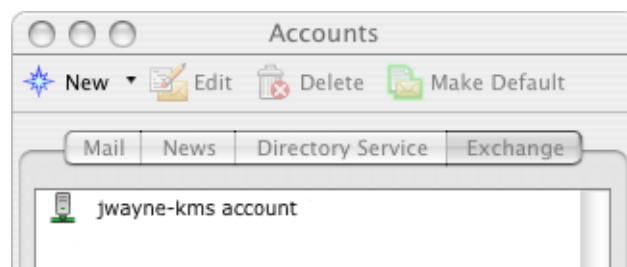 Accounts
New Edit Delete Make Default
Mail News Directory Service Exchange
jwayne-kms account